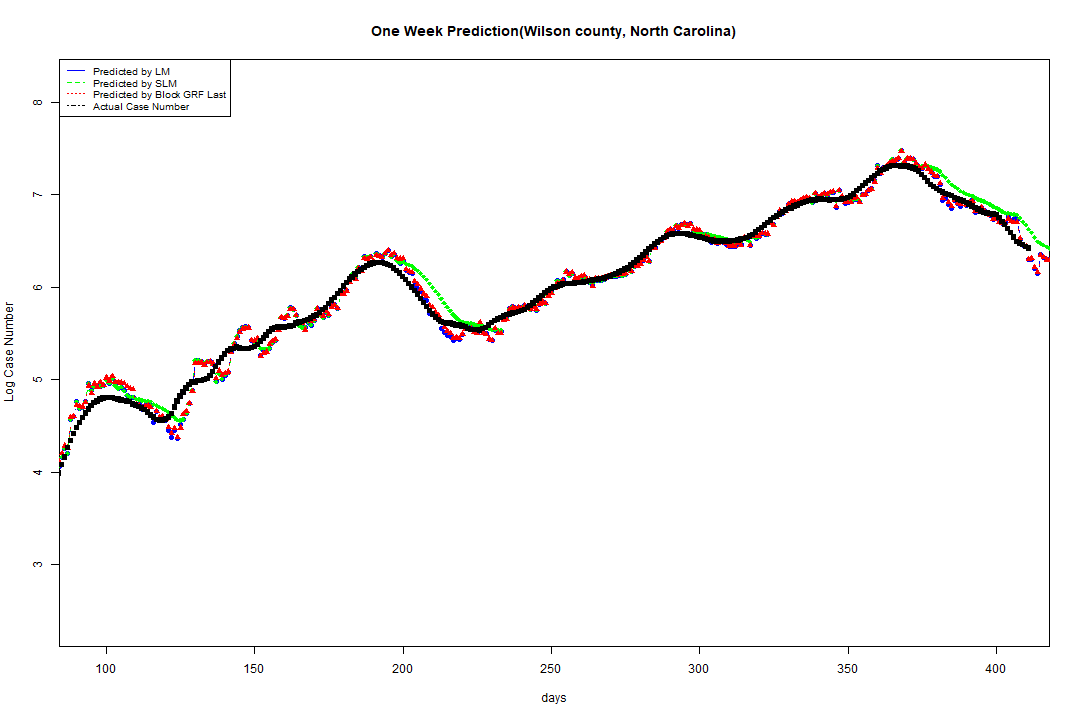 One Week Prediction(Wilson county, North Carolina)
Predicted by LM
Predicted by SLM
Predicted by Block GRF Last
Actual Case Number
8
7
6
5
4
3
Log Case Number
100 150 200 250 300 350 400
days